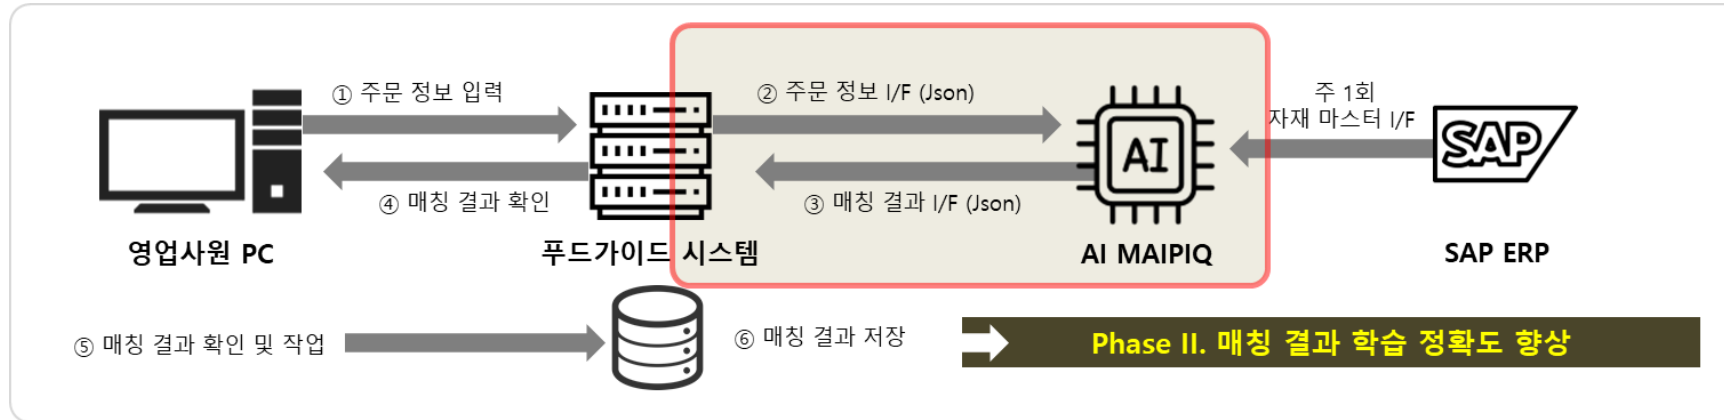 ① 주문 정보 입력
② 주문 정보 I/F (Json)
주 1회
자재 마스터 I/F
AI
SAP
④ 매칭 결과 확인
③ 매칭 결과 I/F (Json)
영업사원 PC
푸드가이드 시스템
AI MAIPIQ
SAP ERP
⑤ 매칭 결과 확인 및 작업
⑥ 매칭 결과 저장
Phase II. 매칭 결과 학습 정확도 향상